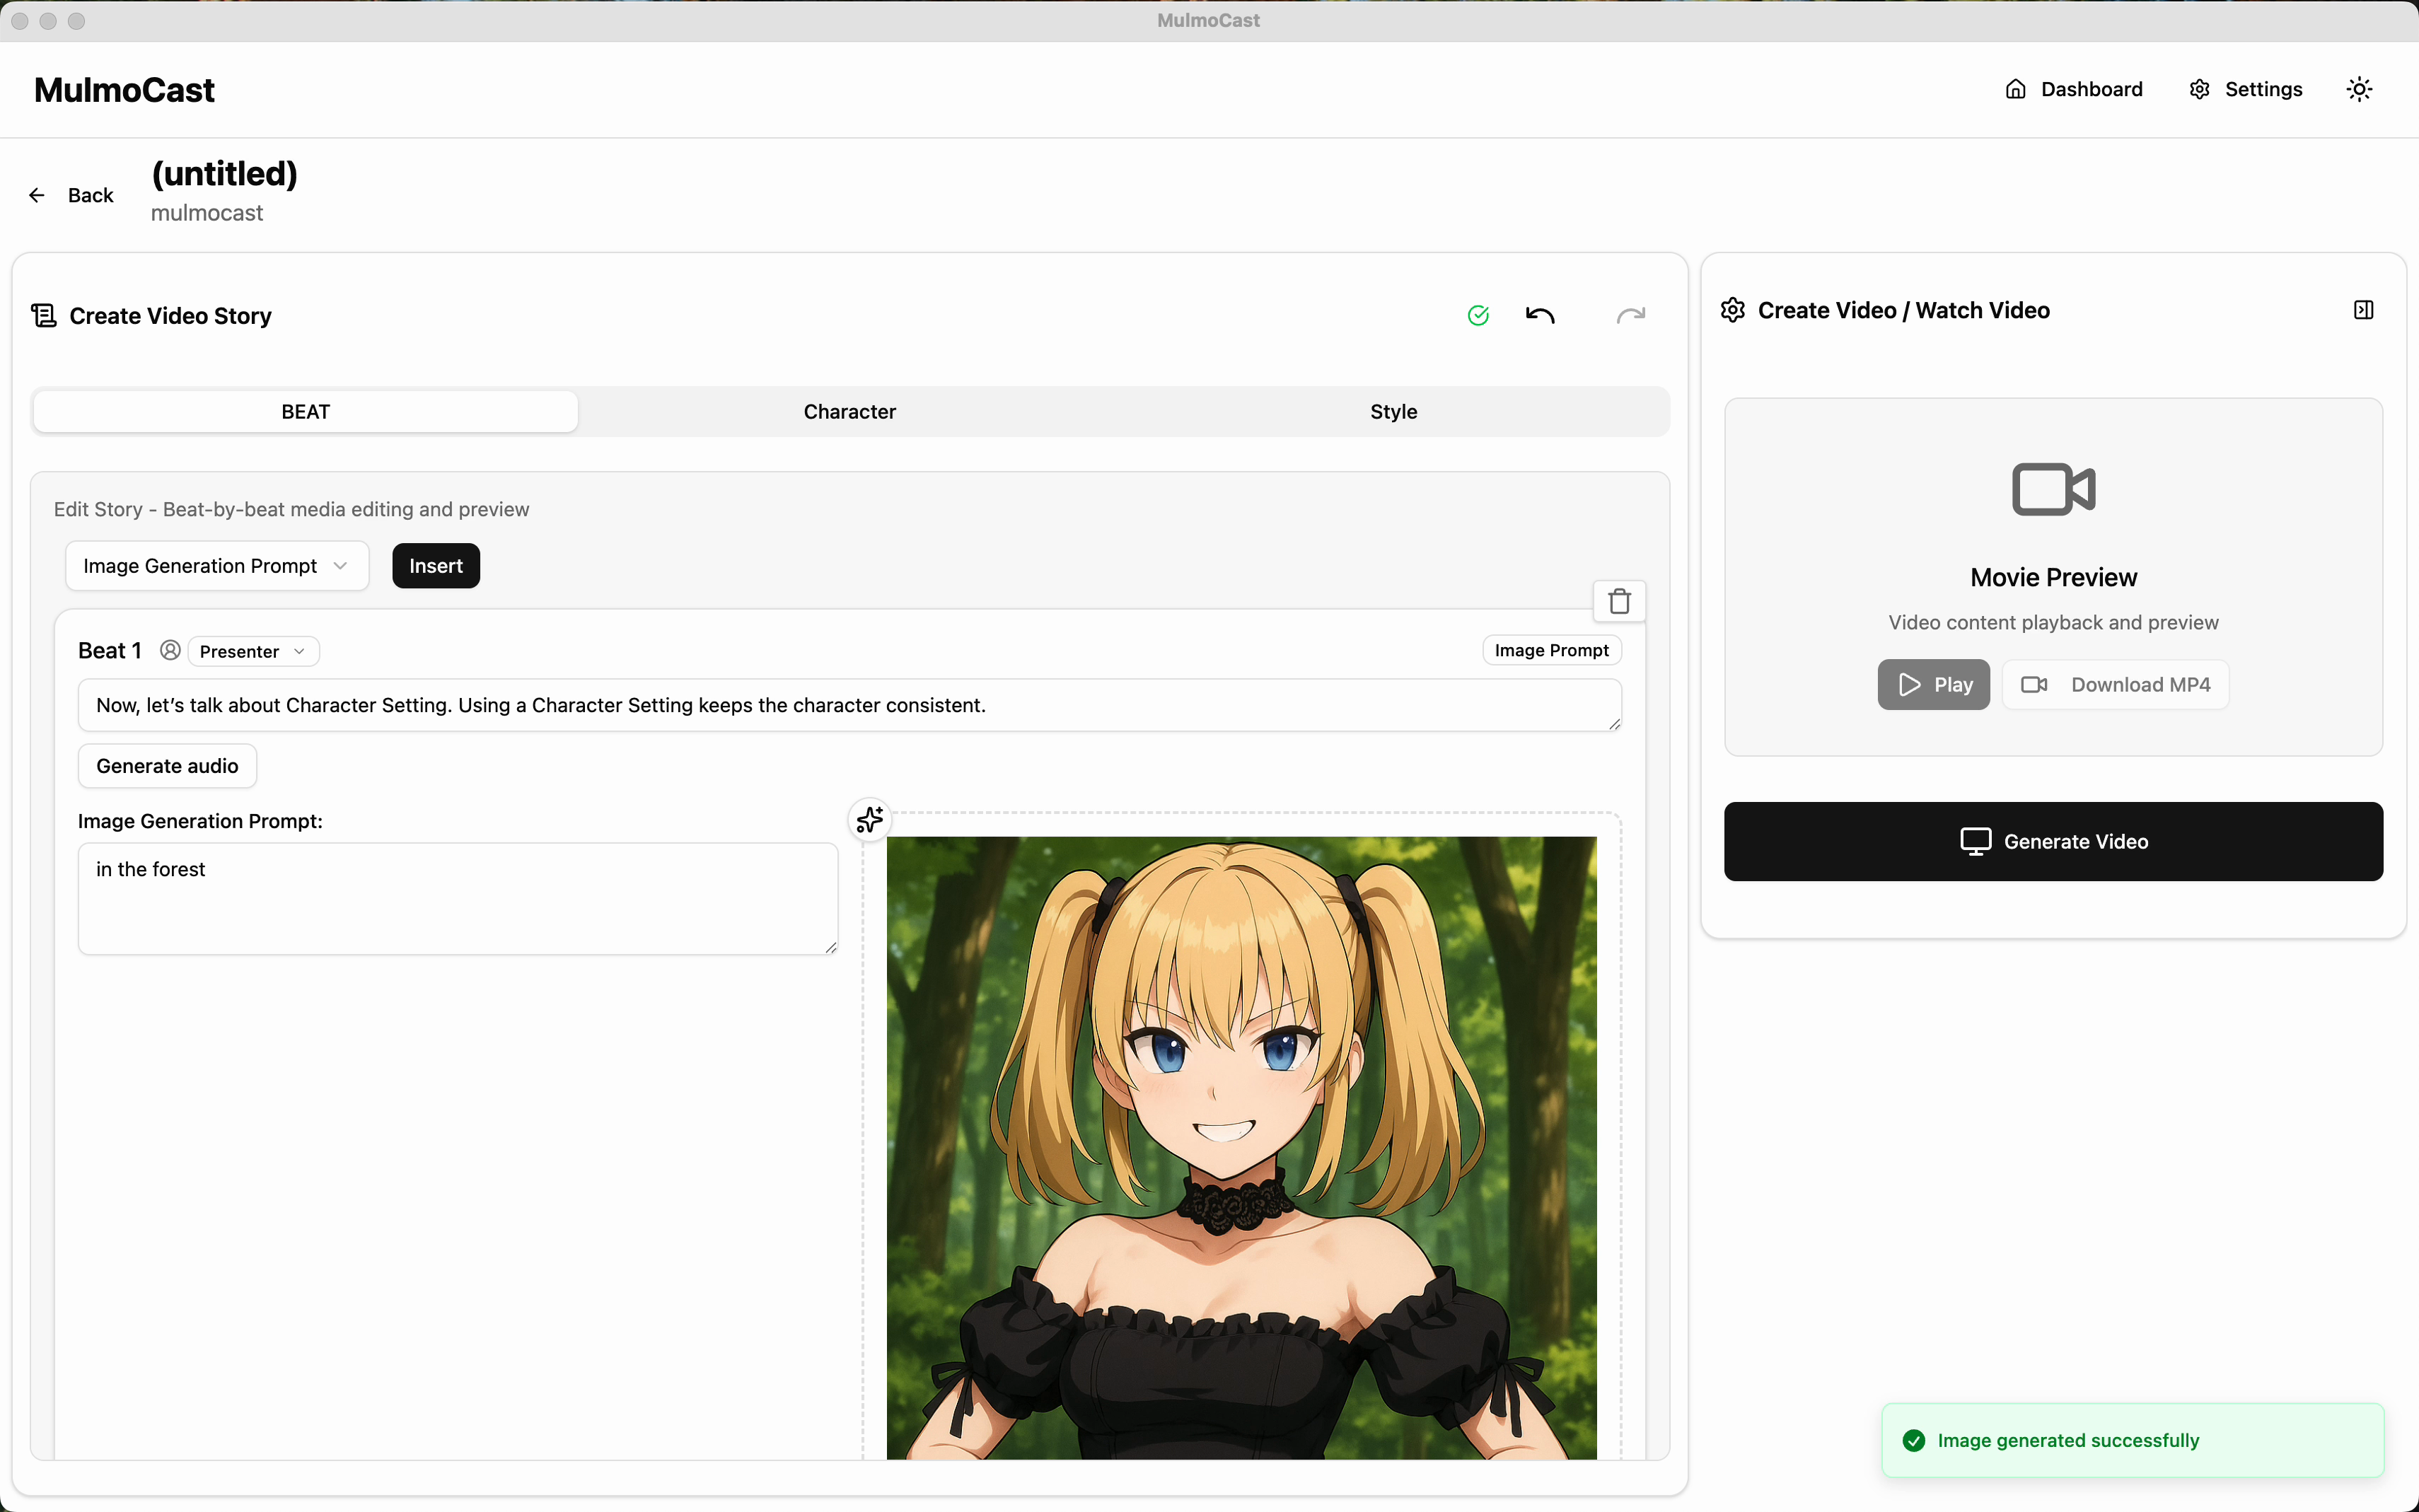 MulmoCast
MulmoCast
Dashboard
Settings
Back
(untitled)
mulmocast
Create Video Story
BEAT
Character
Style
Edit Story - Beat-by-beat media editing and preview
Image Generation Prompt
Insert
Beat 1
Presenter
Image Prompt
Now, let’s talk about Character Setting. Using a Character Setting keeps the character consistent.
Generate audio
Image Generation Prompt:
in the forest
Create Video / Watch Video
Movie Preview
Video content playback and preview
Play
Download MP4
Generate Video
Image generated successfully